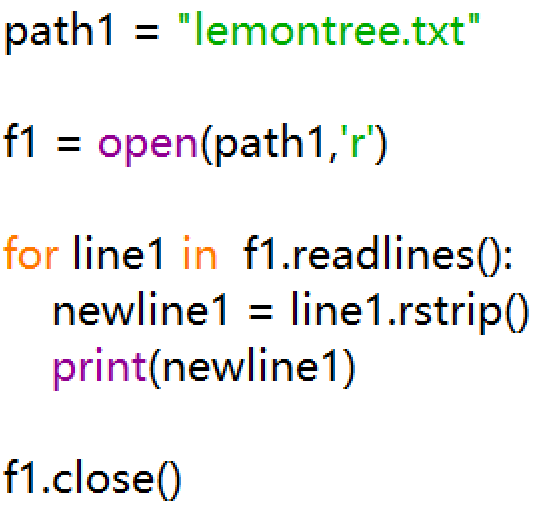 path1 = "lemontree.txt"
f1 = open(path1,'r')
for line1 in  f1.readlines():
    newline1 = line1.rstrip()
    print(newline1)
f1.close()